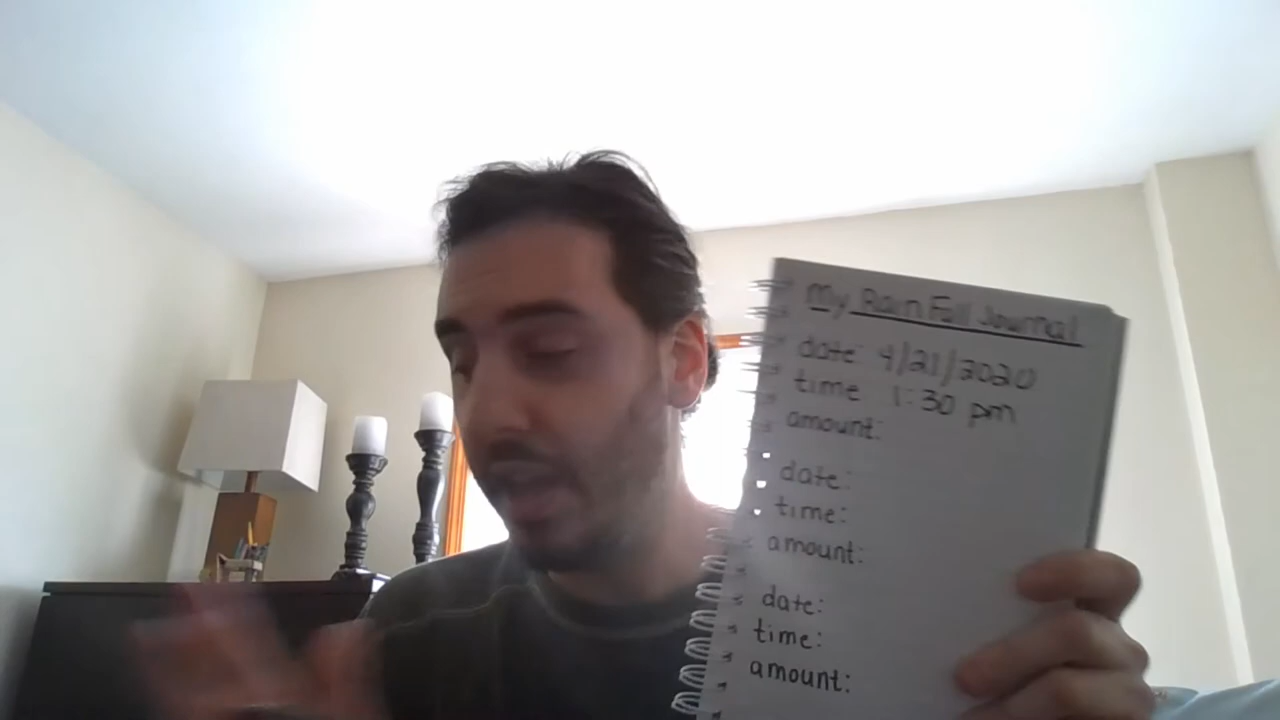 My Rain Fall Journal
date: 4/21/2020
time 1:30 pm
amount:
date:
time:
amount:
date:
time:
amount: